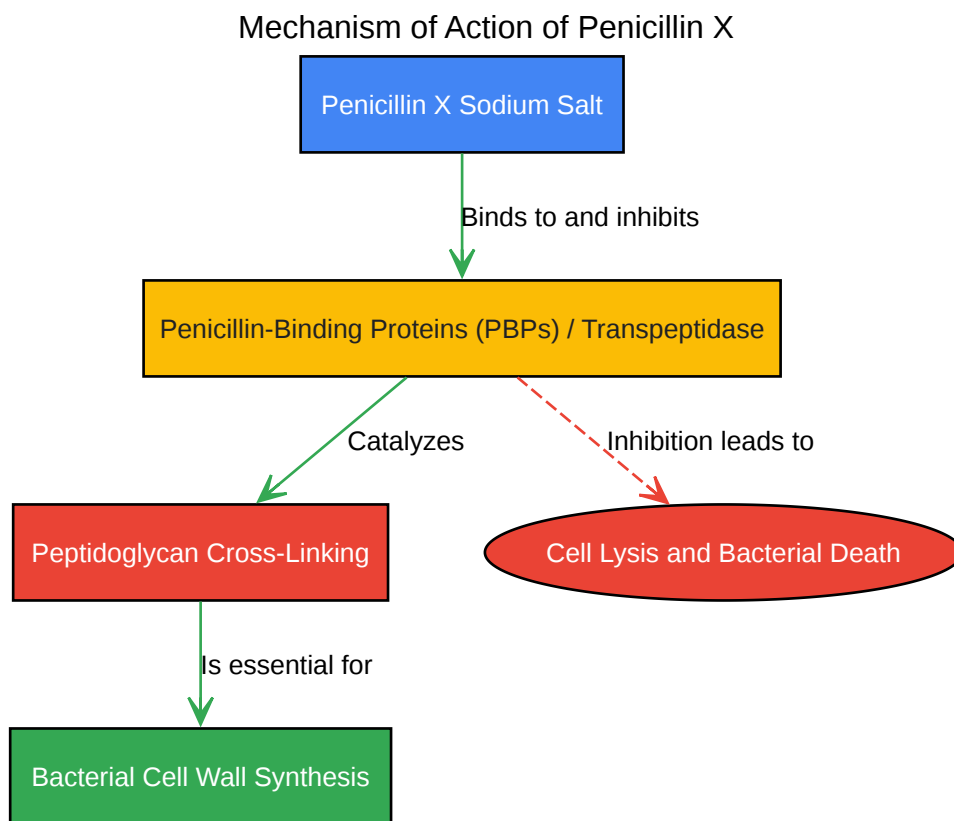 Mechanism of Action of Penicillin X
Penicillin X Sodium Salt
Binds to and inhibits
Penicillin-Binding Proteins (PBPs) / Transpeptidase
Catalyzes
Inhibition leads to
Peptidoglycan Cross-Linking
Cell Lysis and Bacterial Death
Is essential for
Bacterial Cell Wall Synthesis